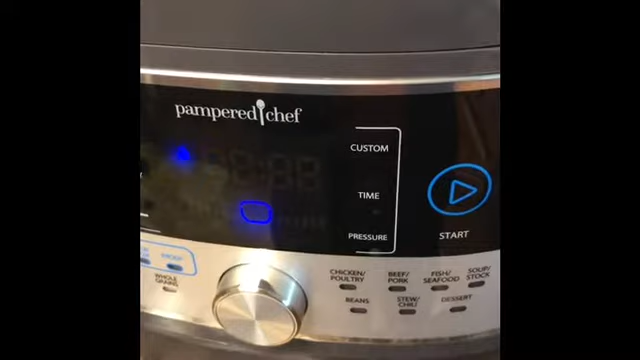 pampered chef
CUSTOM
TIME
PRESSURE
START
WHOLE
GRAINS
CHICKEN/
POULTRY
BEEF/
PORK
FISH/
SEAFOOD
SOUP/
STOCK
BEANS
STEW/
CHILI
DESSERT